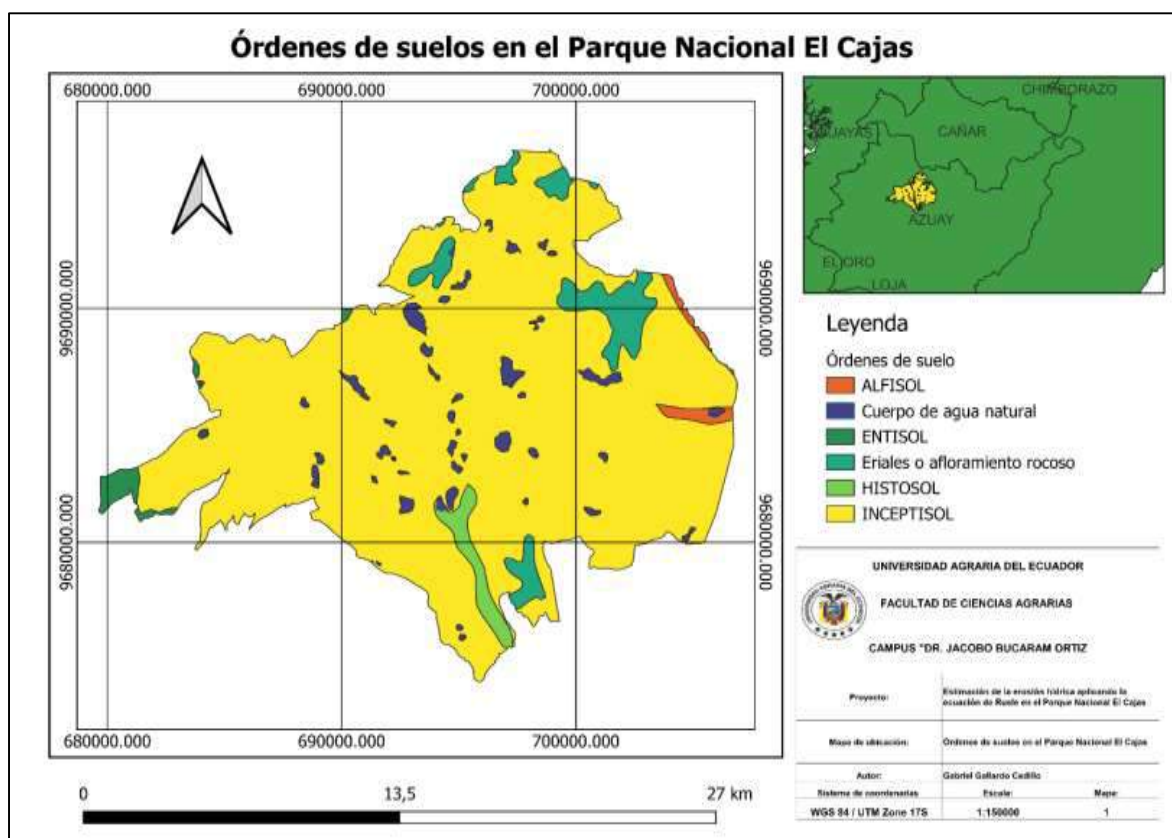 Órdenes de suelos en el Parque Nacional El Cajas
680000.000 690000.000 700000.000
9690000.000 9690000.000
9680000.000 9680000.000
680000.000 690000.000 700000.000
0 13,5 27 km
CHIMBORAZO
CAÑAR
AZUAY
EL ORO
LOJA
Leyenda
Órdenes de suelo
ALFISOL
Cuerpo de agua natural
ENTISOL
Eriales o afloramiento rocoso
HISTOSOL
INCEPTISOL
UNIVERSIDAD AGRARIA DEL ECUADOR
FACULTAD DE CIENCIAS AGRARIAS
CAMPUS "DR. JACOBO BUCARAM ORTIZ
Proyecto: Estimación de la erosión hídrica aplicando la
ecuación de Rusle en el Parque Nacional El Cajas
Mapa de ubicación: Ordenes de suelos en el Parque Nacional El Cajas
Autor: Gabriel Gallardo Cedillo
Sistema de coordenadas Escala: Mapa:
WGS 84 / UTM Zone 17S 1:150000 1